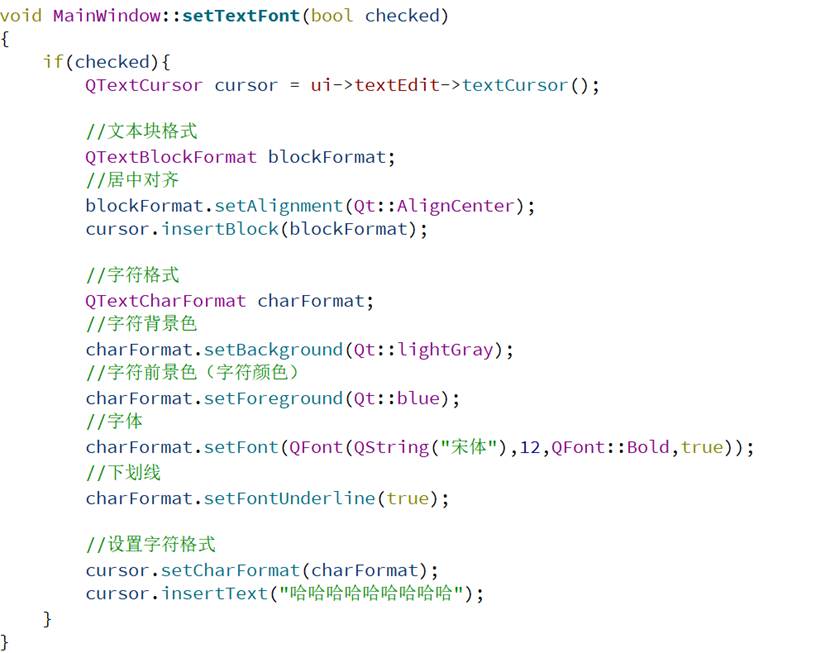 void MainWindow::setTextFont(bool checked)
{
    if(checked){
        QTextCursor cursor = ui->textEdit->textCursor();

        //文本块格式
        QTextBlockFormat blockFormat;
        //居中对齐
        blockFormat.setAlignment(Qt::AlignCenter);
        cursor.insertBlock(blockFormat);

        //字符格式
        QTextCharFormat charFormat;
        //字符背景色
        charFormat.setBackground(Qt::lightGray);
        //字符前景色（字符颜色）
        charFormat.setForeground(Qt::blue);
        //字体
        charFormat.setFont(QFont(QString("宋体"),12,QFont::Bold,true));
        //下划线
        charFormat.setFontUnderline(true);

        //设置字符格式
        cursor.setCharFormat(charFormat);
        cursor.insertText("哈哈哈哈哈哈哈哈哈");
    }
}